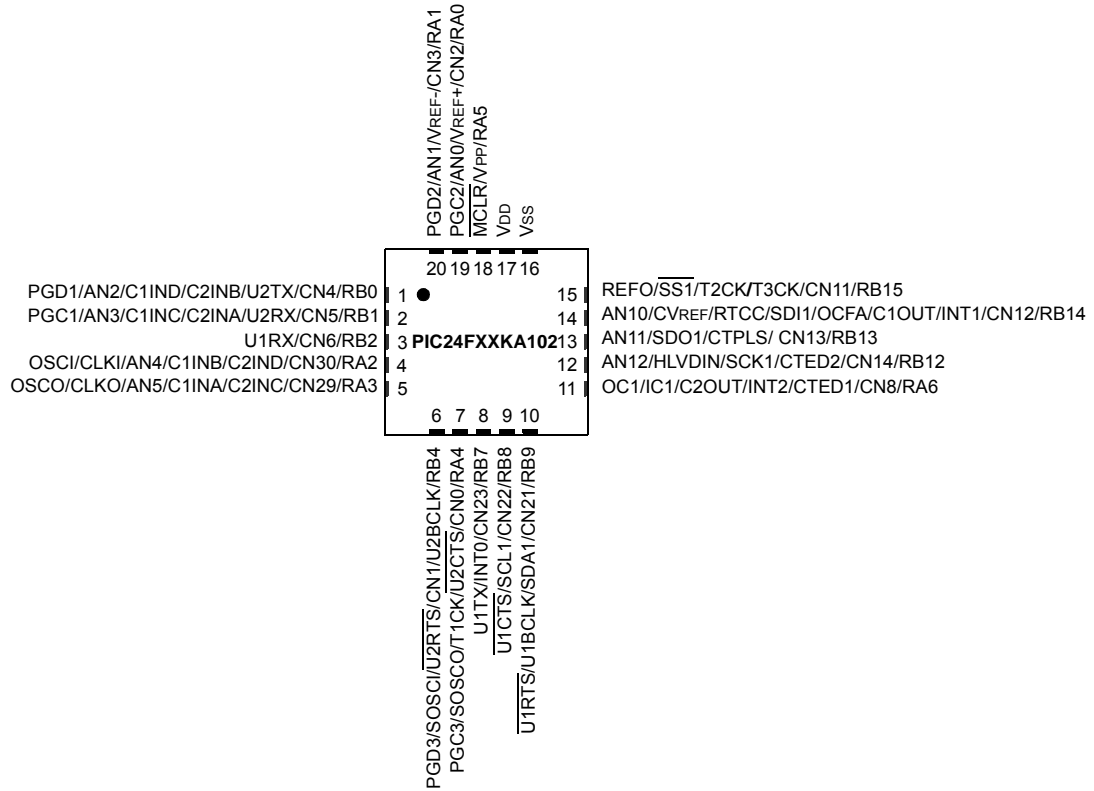 PGD2/AN1/VREF-/CN3/RA1
PGC2/AN0/VREF+/CN2/RA0
MCLR/VPP/RA5
VDD
VSS
20 19 18 17 16
PGD1/AN2/C1IND/C2INB/U2TX/CN4/RB0 1
PGC1/AN3/C1INC/C2INA/U2RX/CN5/RB1 2
U1RX/CN6/RB2 3
OSCI/CLKI/AN4/C1INB/C2IND/CN30/RA2 4
OSCO/CLKO/AN5/C1INA/C2INC/CN29/RA3 5
PIC24FXXKA102
15 REFO/SS1/T2CK/T3CK/CN11/RB15
14 AN10/CVREF/RTCC/SDI1/OCFA/C1OUT/INT1/CN12/RB14
13 AN11/SDO1/CTPLS/ CN13/RB13
12 AN12/HLVDIN/SCK1/CTED2/CN14/RB12
11 OC1/IC1/C2OUT/INT2/CTED1/CN8/RA6
6 7 8 9 10
PGD3/SOSCI/U2RTS/CN1/U2BCLK/RB4
PGC3/SOSCO/T1CK/U2CTS/CN0/RA4
U1TX/INT0/CN23/RB7
U1CTS/SCL1/CN22/RB8
U1RTS/U1BCLK/SDA1/CN21/RB9